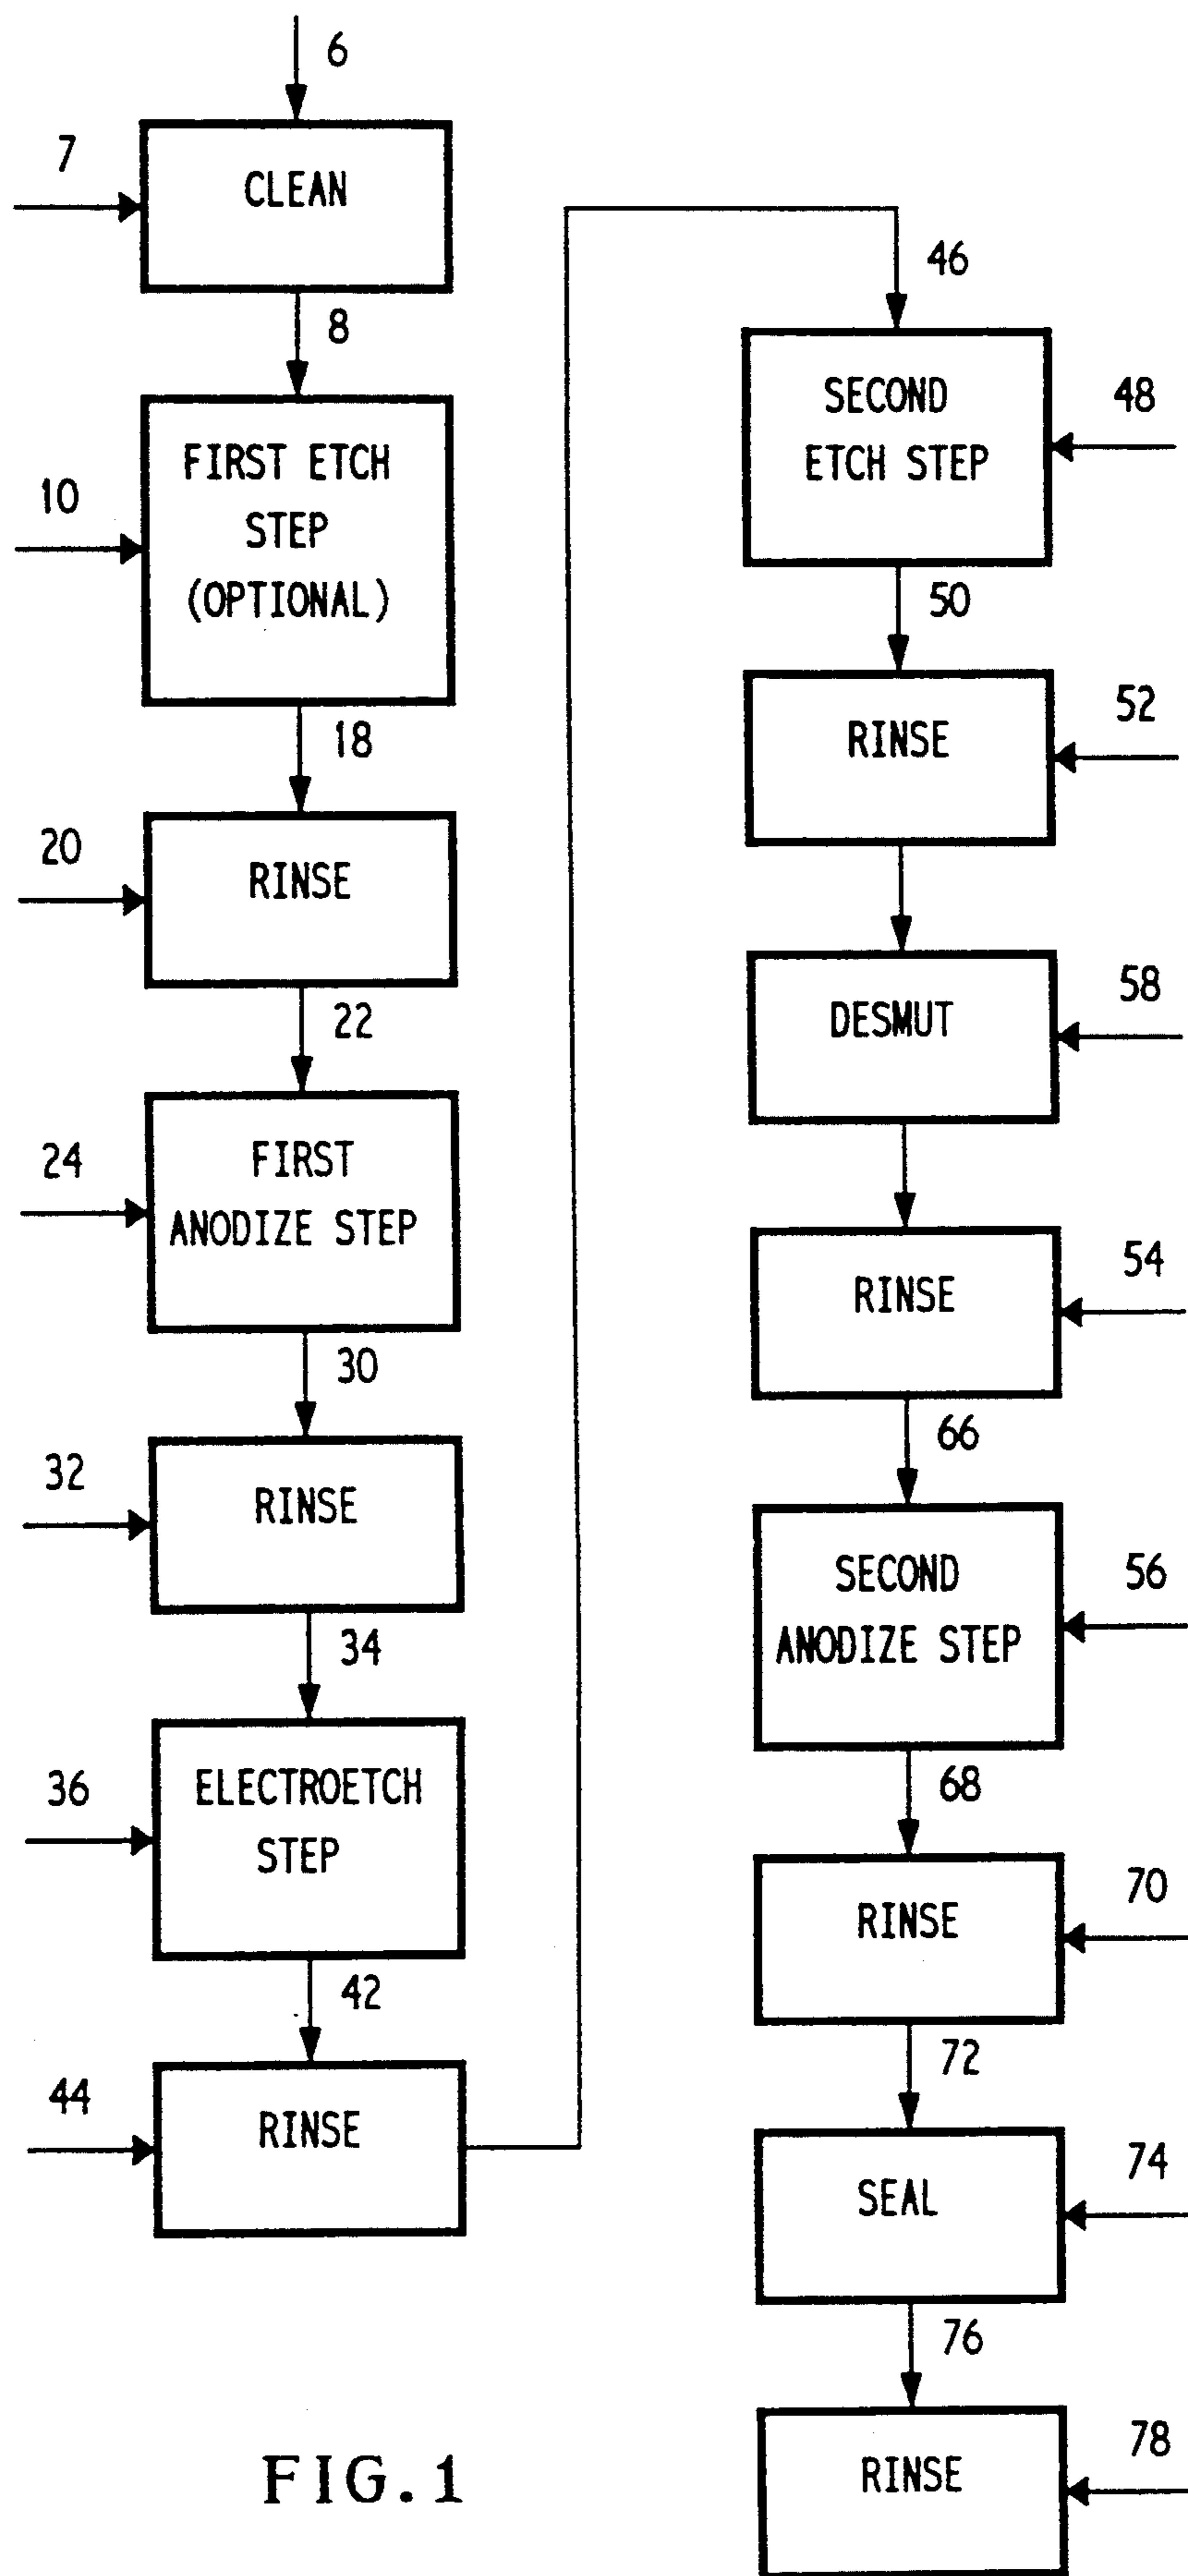 6
7
CLEAN
8
10
FIRST ETCH
STEP
(OPTIONAL)
18
20
RINSE
22
24
FIRST
ANODIZE STEP
30
32
RINSE
34
36
ELECTROETCH
STEP
42
44
RINSE
46
SECOND
ETCH STEP
48
50
RINSE
52
DESMUT
58
RINSE
54
66
SECOND
ANODIZE STEP
56
68
RINSE
70
72
SEAL
74
76
RINSE
78
FIG.1